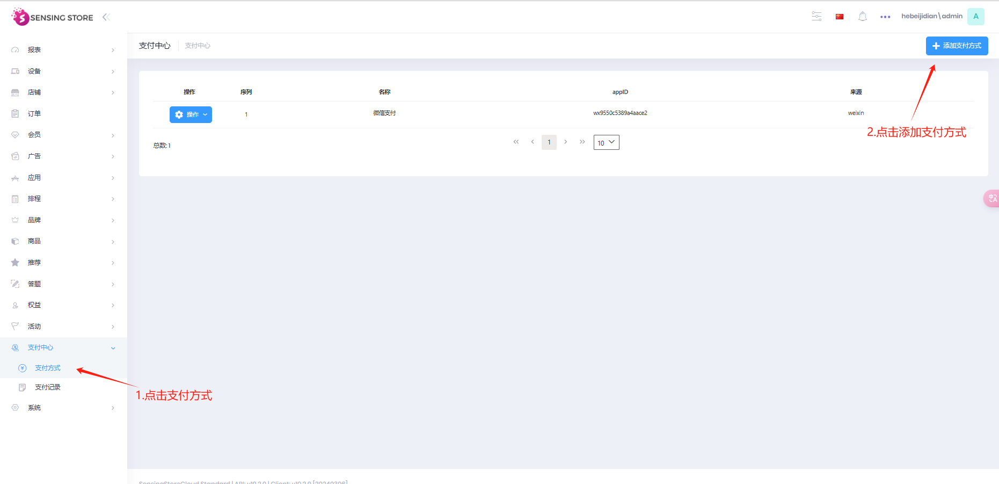 SENSING STORE
hebeijidian\admin
A
报表
设备
店铺
订单
会员
广告
应用
排程
品牌
商品
推荐
答题
权益
活动
支付中心
支付方式
支付记录
系统
支付中心
支付中心
添加支付方式
操作 序列 名称 appID 来源
操作 1 微信支付 wx9550c5389a4aace2 weixin
总数:1
1
10
2.点击添加支付方式
1.点击支付方式
SensingStoreCloud Standard | API: v10.2.0 | Client: v10.2.0 [20240306]